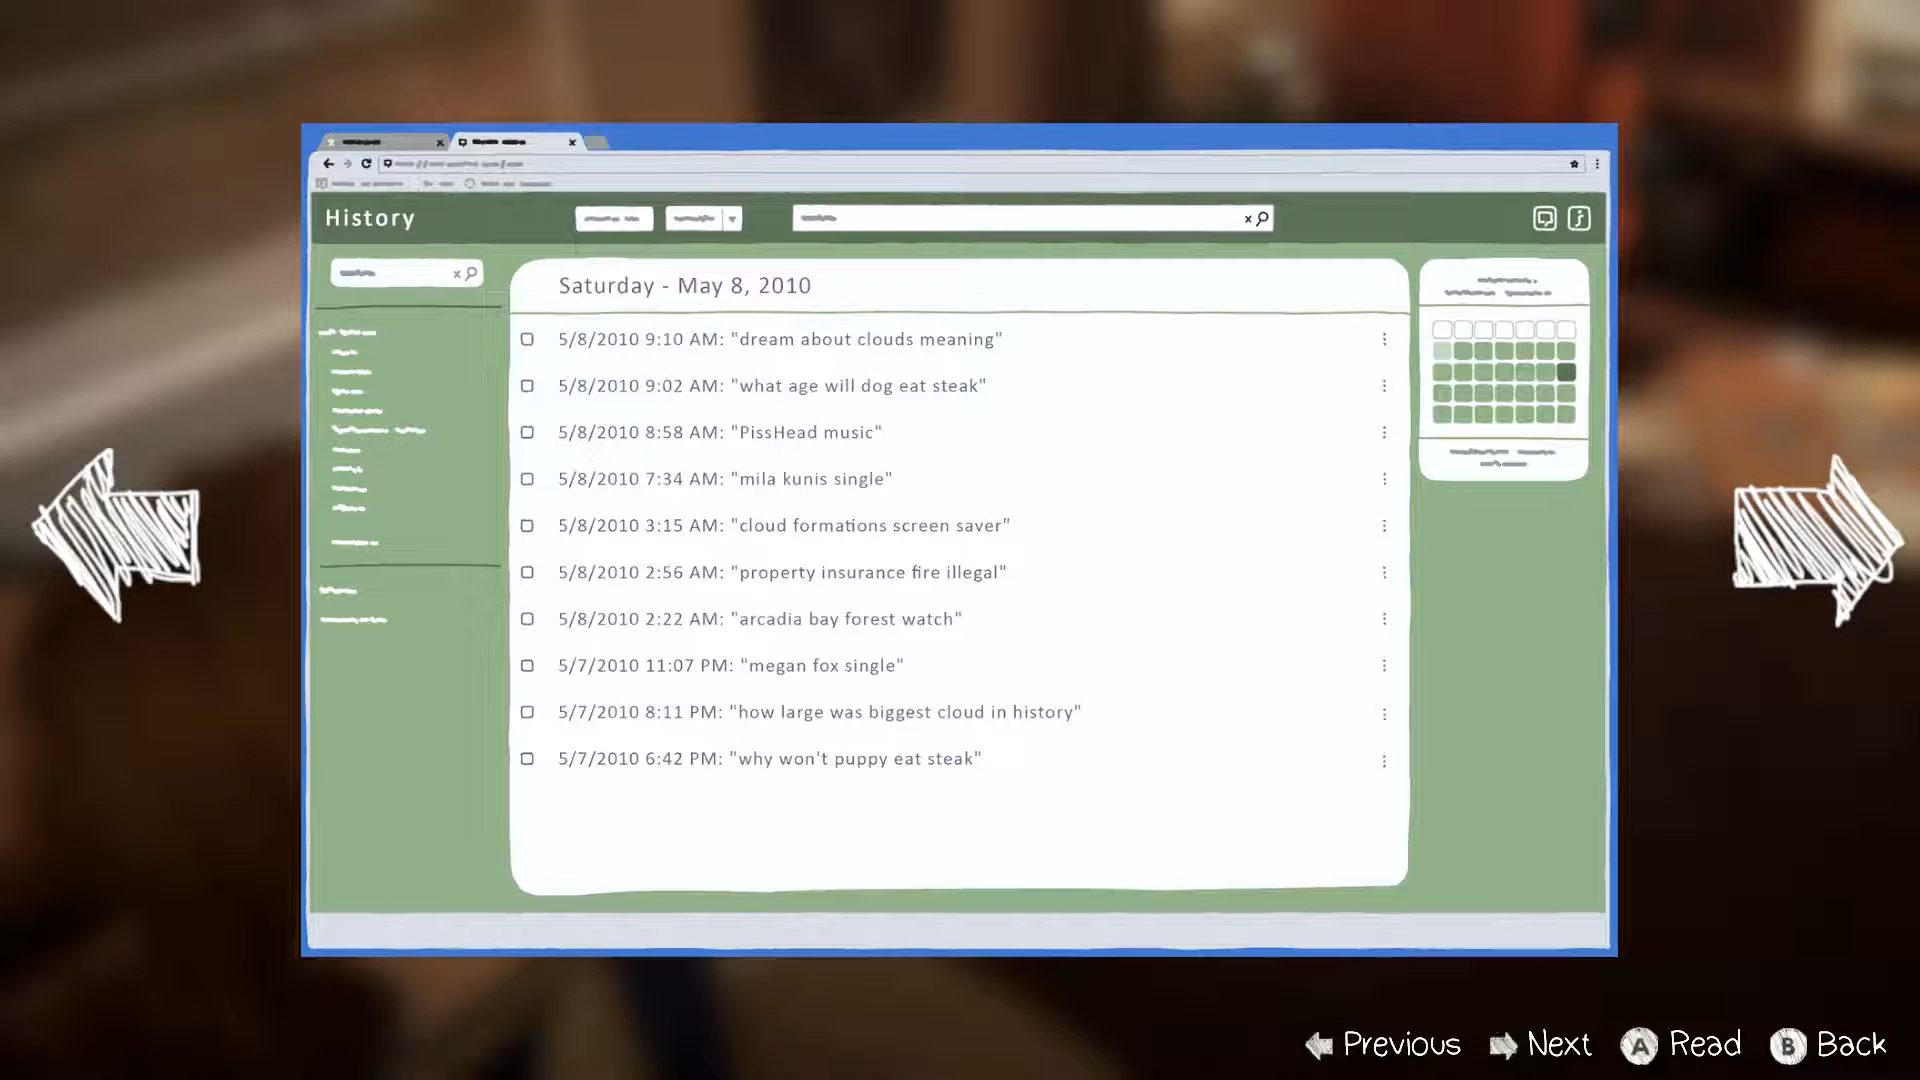 History
Saturday - May 8, 2010
5/8/2010 9:10 AM: "dream about clouds meaning"
5/8/2010 9:02 AM: "what age will dog eat steak"
5/8/2010 8:58 AM: "PissHead music"
5/8/2010 7:34 AM: "mila kunis single"
5/8/2010 3:15 AM: "cloud formations screen saver"
5/8/2010 2:56 AM: "property insurance fire illegal"
5/8/2010 2:22 AM: "arcadia bay forest watch"
5/7/2010 11:07 PM: "megan fox single"
5/7/2010 8:11 PM: "how large was biggest cloud in history"
5/7/2010 6:42 PM: "why won't puppy eat steak"
Previous Next A Read B Back